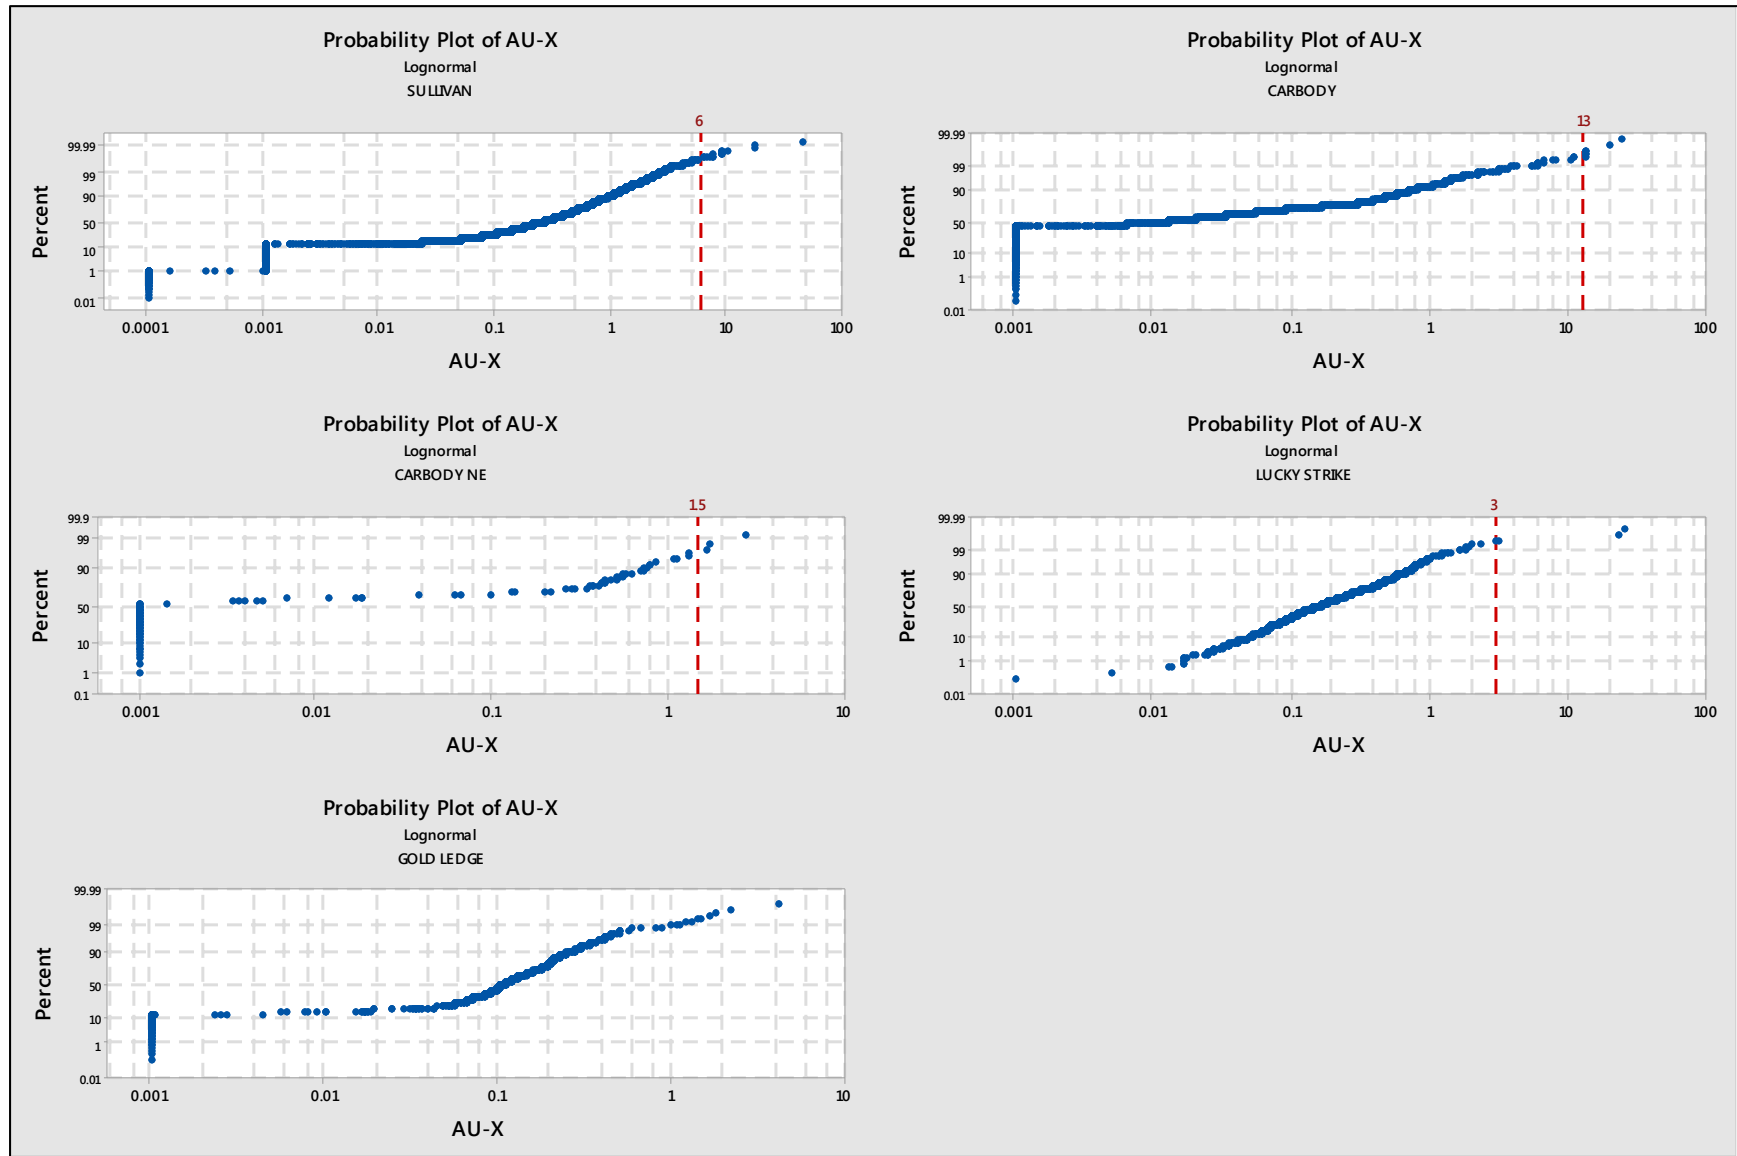 Probability Plot of AU-X
Lognormal
SULLIVAN
6
99.99
99
90
50
10
1
0.01
Percent
0.0001 0.001 0.01 0.1 1 10 100
AU-X
Probability Plot of AU-X
Lognormal
CARBODY
13
99.99
99
90
50
10
1
0.01
Percent
0.001 0.01 0.1 1 10 100
AU-X
Probability Plot of AU-X
Lognormal
CARBODY NE
1.5
99.9
99
90
50
10
1
0.1
Percent
0.001 0.01 0.1 1 10
AU-X
Probability Plot of AU-X
Lognormal
LUCKY STRIKE
3
99.99
99
90
50
10
1
0.01
Percent
0.001 0.01 0.1 1 10 100
AU-X
Probability Plot of AU-X
Lognormal
GOLD LEDGE
99.99
99
90
50
10
1
0.01
Percent
0.001 0.01 0.1 1 10
AU-X